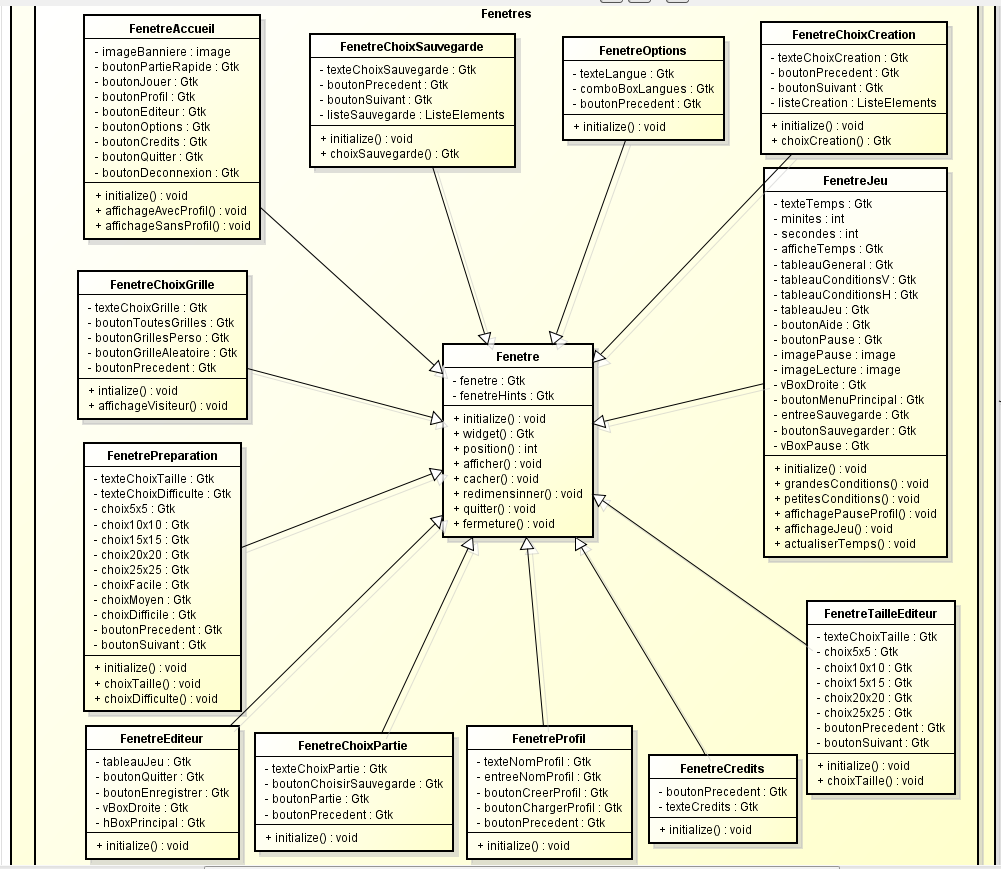 Fenetres
FenetreAccueil
- imageBanniere : image
- boutonPartieRapide : Gtk
- boutonJouer : Gtk
- boutonProfil : Gtk
- boutonEditeur : Gtk
- boutonOptions : Gtk
- boutonCredits : Gtk
- boutonQuitter : Gtk
- boutonDeconnexion : Gtk
+ initialize() : void
+ affichageAvecProfil() : void
+ affichageSansProfil() : void
FenetreChoixSauvegarde
- texteChoixSauvegarde : Gtk
- boutonPrecedent : Gtk
- boutonSuivant : Gtk
- listeSauvegarde : ListeElements
+ initialize() : void
+ choixSauvegarde() : Gtk
FenetreOptions
- texteLangue : Gtk
- comboBoxLangues : Gtk
- boutonPrecedent : Gtk
+ initialize() : void
FenetreChoixCreation
- texteChoixCreation : Gtk
- boutonPrecedent : Gtk
- boutonSuivant : Gtk
- listeCreation : ListeElements
+ initialize() : void
+ choixCreation() : Gtk
FenetreJeu
- texteTemps : Gtk
- minites : int
- secondes : int
- afficheTemps : Gtk
- tableauGeneral : Gtk
- tableauConditionsV : Gtk
- tableauConditionsH : Gtk
- tableauJeu : Gtk
- boutonAide : Gtk
- boutonPause : Gtk
- imagePause : image
- imageLecture : image
- vBoxDroite : Gtk
- boutonMenuPrincipal : Gtk
- entreeSauvegarde : Gtk
- boutonSauvegarder : Gtk
- vBoxPause : Gtk
+ initialize() : void
+ grandesConditions() : void
+ petitesConditions() : void
+ affichagePauseProfil() : void
+ affichageJeu() : void
+ actualiserTemps() : void
FenetreChoixGrille
- texteChoixGrille : Gtk
- boutonToutesGrilles : Gtk
- boutonGrillesPerso : Gtk
- boutonGrilleAleatoire : Gtk
- boutonPrecedent : Gtk
+ intialize() : void
+ affichageVisiteur() : void
Fenetre
- fenetre : Gtk
- fenetreHints : Gtk
+ initialize() : void
+ widget() : Gtk
+ position() : int
+ afficher() : void
+ cacher() : void
+ redimensinner() : void
+ quitter() : void
+ fermeture() : void
FenetrePreparation
- texteChoixTaille : Gtk
- texteChoixDifficulte : Gtk
- choix5x5 : Gtk
- choix10x10 : Gtk
- choix15x15 : Gtk
- choix20x20 : Gtk
- choix25x25 : Gtk
- choixFacile : Gtk
- choixMoyen : Gtk
- choixDifficile : Gtk
- boutonPrecedent : Gtk
- boutonSuivant : Gtk
+ initialize() : void
+ choixTaille() : void
+ choixDifficulte() : void
FenetreTailleEditeur
- texteChoixTaille : Gtk
- choix5x5 : Gtk
- choix10x10 : Gtk
- choix15x15 : Gtk
- choix20x20 : Gtk
- choix25x25 : Gtk
- boutonPrecedent : Gtk
- boutonSuivant : Gtk
+ initialize() : void
+ choixTaille() : void
FenetreEditeur
- tableauJeu : Gtk
- boutonQuitter : Gtk
- boutonEnregistrer : Gtk
- vBoxDroite : Gtk
- hBoxPrincipal : Gtk
+ initialize() : void
FenetreChoixPartie
- texteChoixPartie : Gtk
- boutonChoisirSauvegarde : Gtk
- boutonPartie : Gtk
- boutonPrecedent : Gtk
+ initialize() : void
FenetreProfil
- texteNomProfil : Gtk
- entreeNomProfil : Gtk
- boutonCreerProfil : Gtk
- boutonChargerProfil : Gtk
- boutonPrecedent : Gtk
+ initialize() : void
FenetreCredits
- boutonPrecedent : Gtk
- texteCredits : Gtk
+ initialize() : void